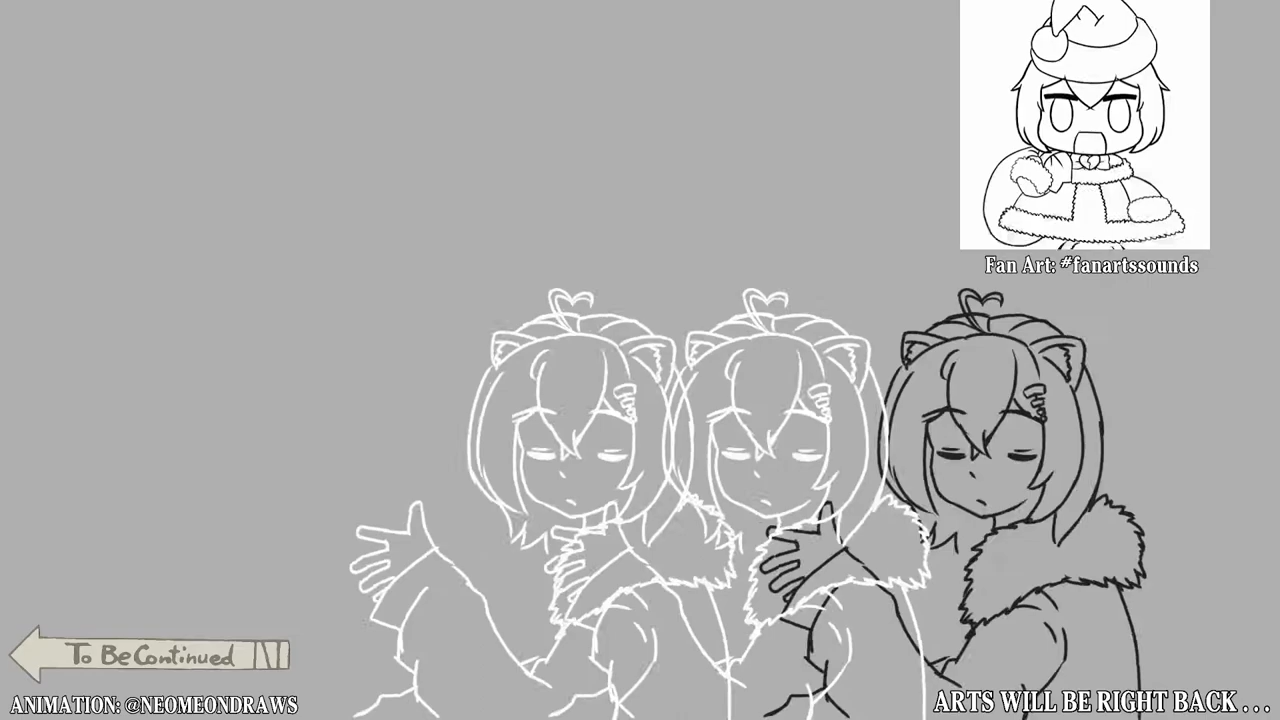 Fan Art: #fanartssounds
To Be Continued
ANIMATION: @NEOMEONDRAWS
ARTS WILL BE RIGHT BACK . . .